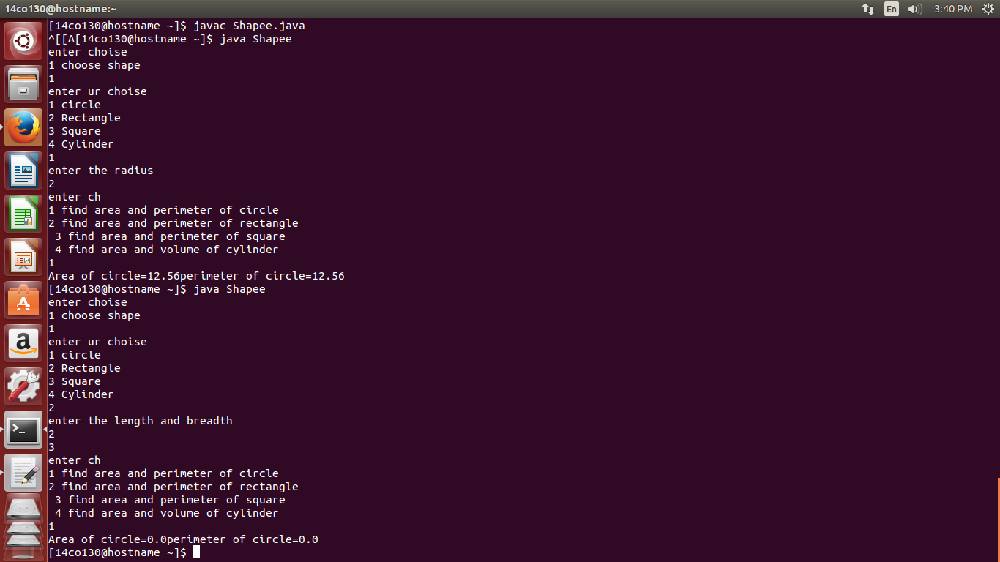 14co130@hostname:~
En
3:40 PM
[14co130@hostname ~]$ javac Shapee.java
^[[A[14co130@hostname ~]$ java Shapee
enter choise
1 choose shape
1
enter ur choise
1 circle
2 Rectangle
3 Square
4 Cylinder
1
enter the radius
2
enter ch
1 find area and perimeter of circle
2 find area and perimeter of rectangle
 3 find area and perimeter of square
 4 find area and volume of cylinder
1
Area of circle=12.56perimeter of circle=12.56
[14co130@hostname ~]$ java Shapee
enter choise
1 choose shape
1
enter ur choise
1 circle
2 Rectangle
3 Square
4 Cylinder
2
enter the length and breadth
2
3
enter ch
1 find area and perimeter of circle
2 find area and perimeter of rectangle
 3 find area and perimeter of square
 4 find area and volume of cylinder
1
Area of circle=0.0perimeter of circle=0.0
[14co130@hostname ~]$